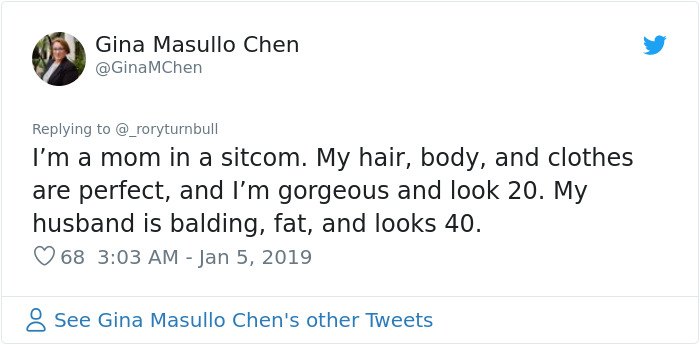 Gina Masullo Chen
@GinaMChen
Replying to @_roryturnbull
I’m a mom in a sitcom. My hair, body, and clothes
are perfect, and I’m gorgeous and look 20. My
husband is balding, fat, and looks 40.
68 3:03 AM - Jan 5, 2019
See Gina Masullo Chen's other Tweets